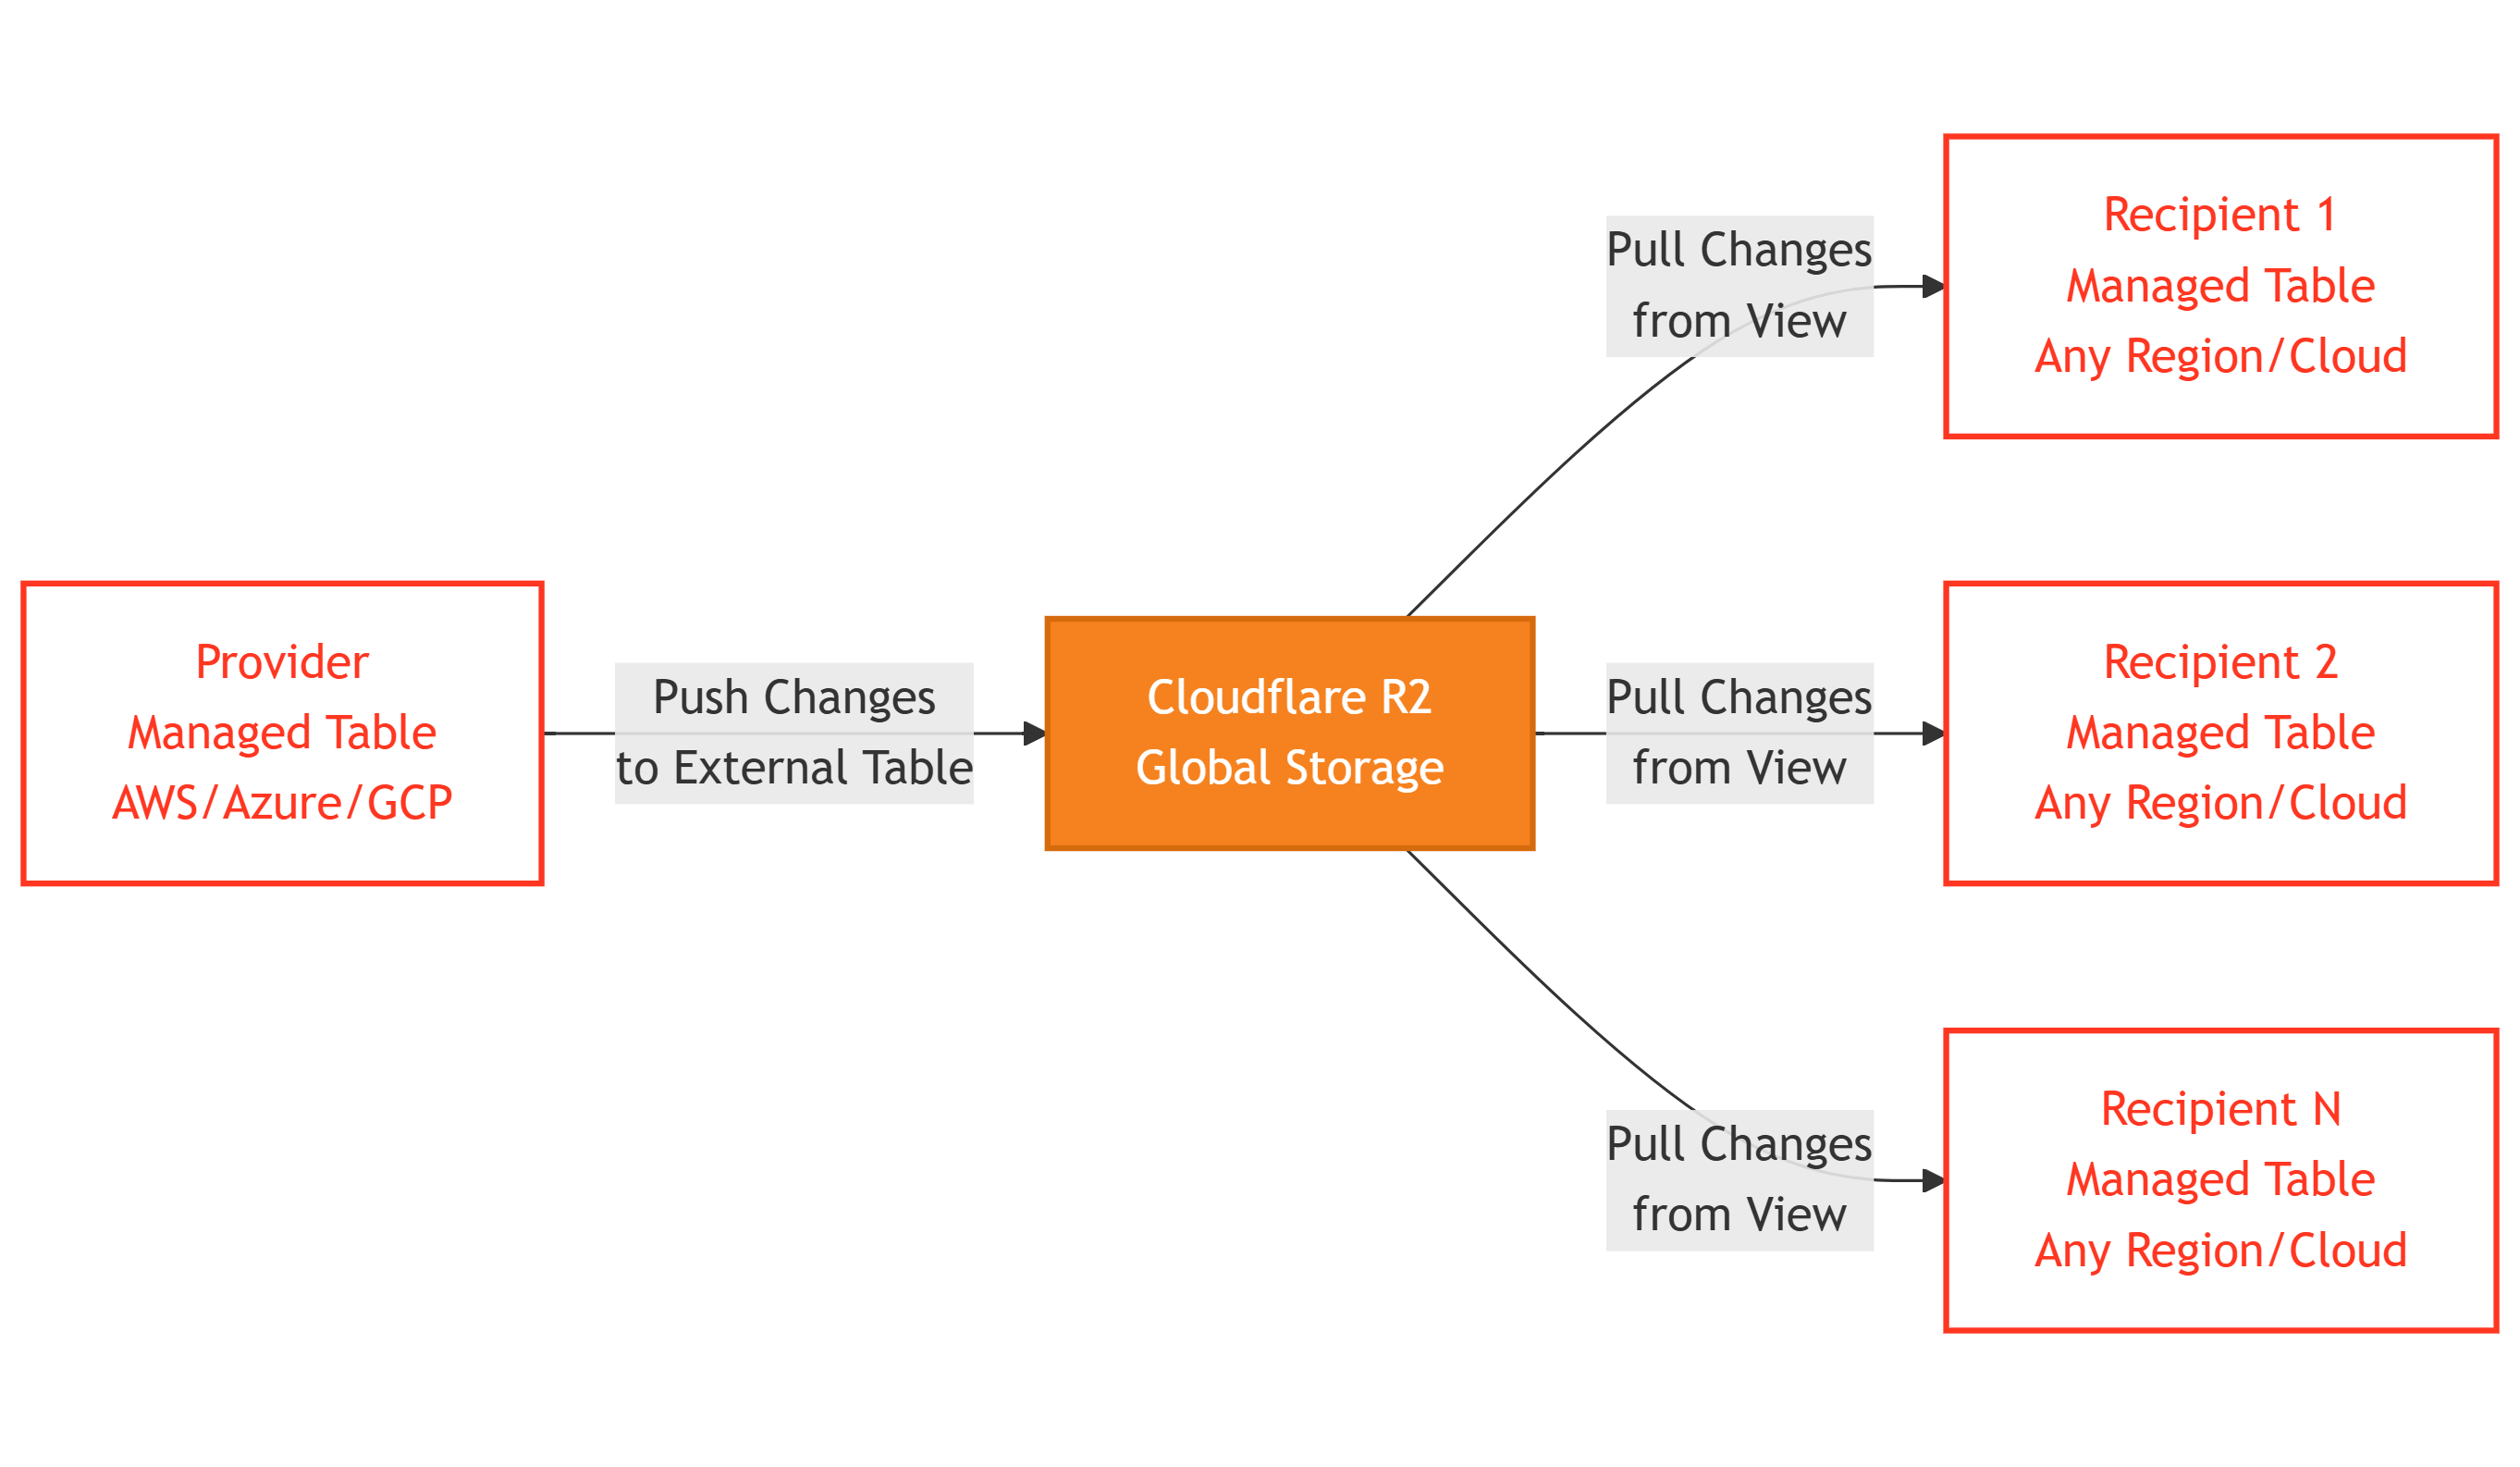 Provider
Managed Table
AWS/Azure/GCP
Push Changes
to External Table
Cloudflare R2
Global Storage
Pull Changes
from View
Recipient 1
Managed Table
Any Region/Cloud
Pull Changes
from View
Recipient 2
Managed Table
Any Region/Cloud
Pull Changes
from View
Recipient N
Managed Table
Any Region/Cloud